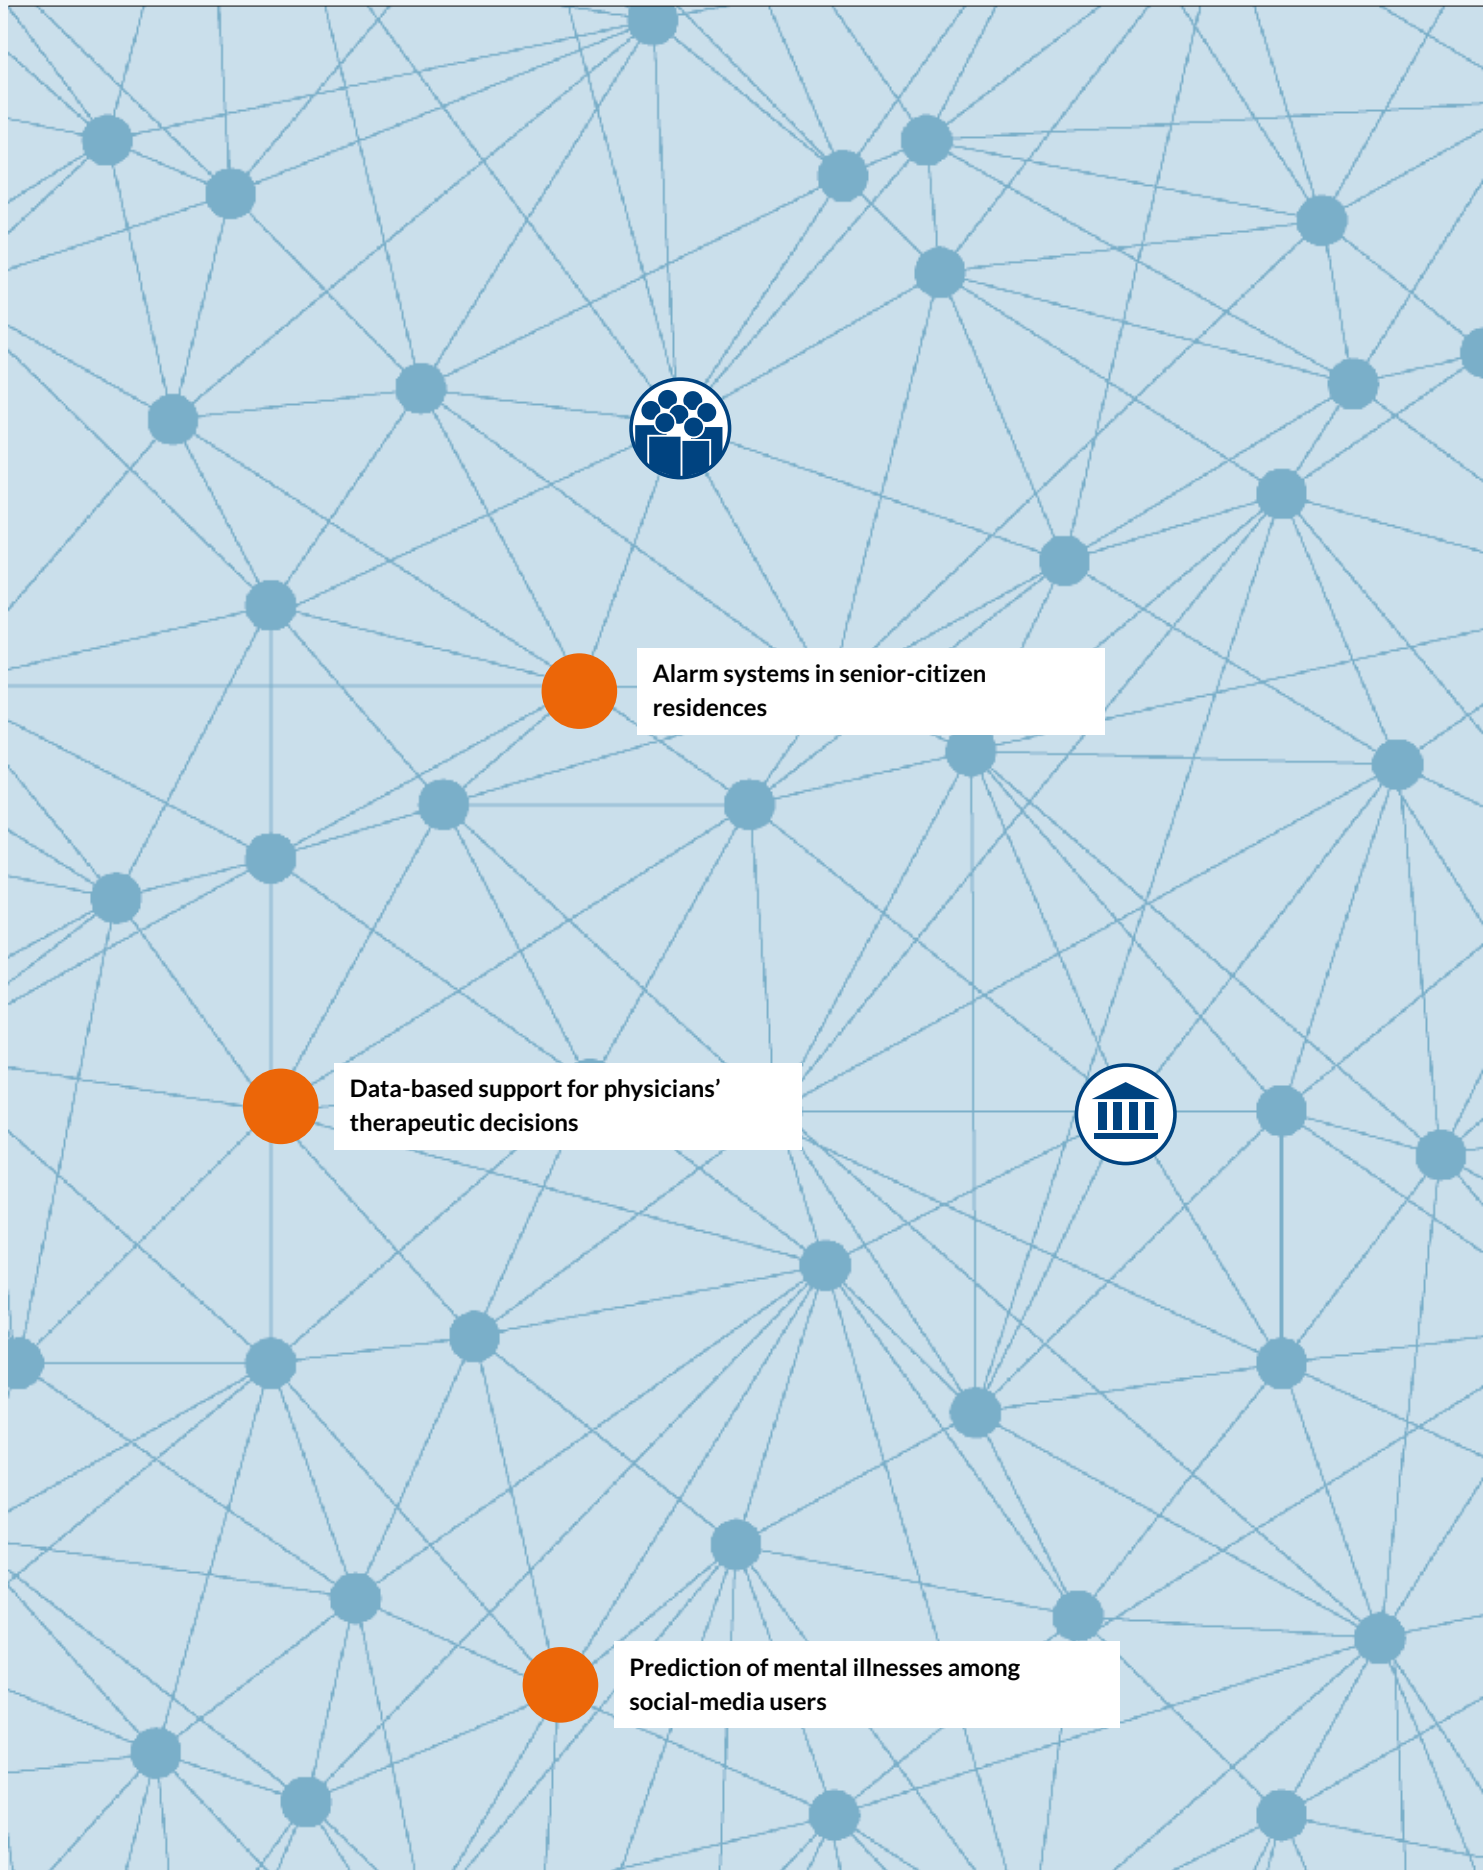 Alarm systems in senior-citizen
residences
Data-based support for physicians’
therapeutic decisions
Prediction of mental illnesses among
social-media users